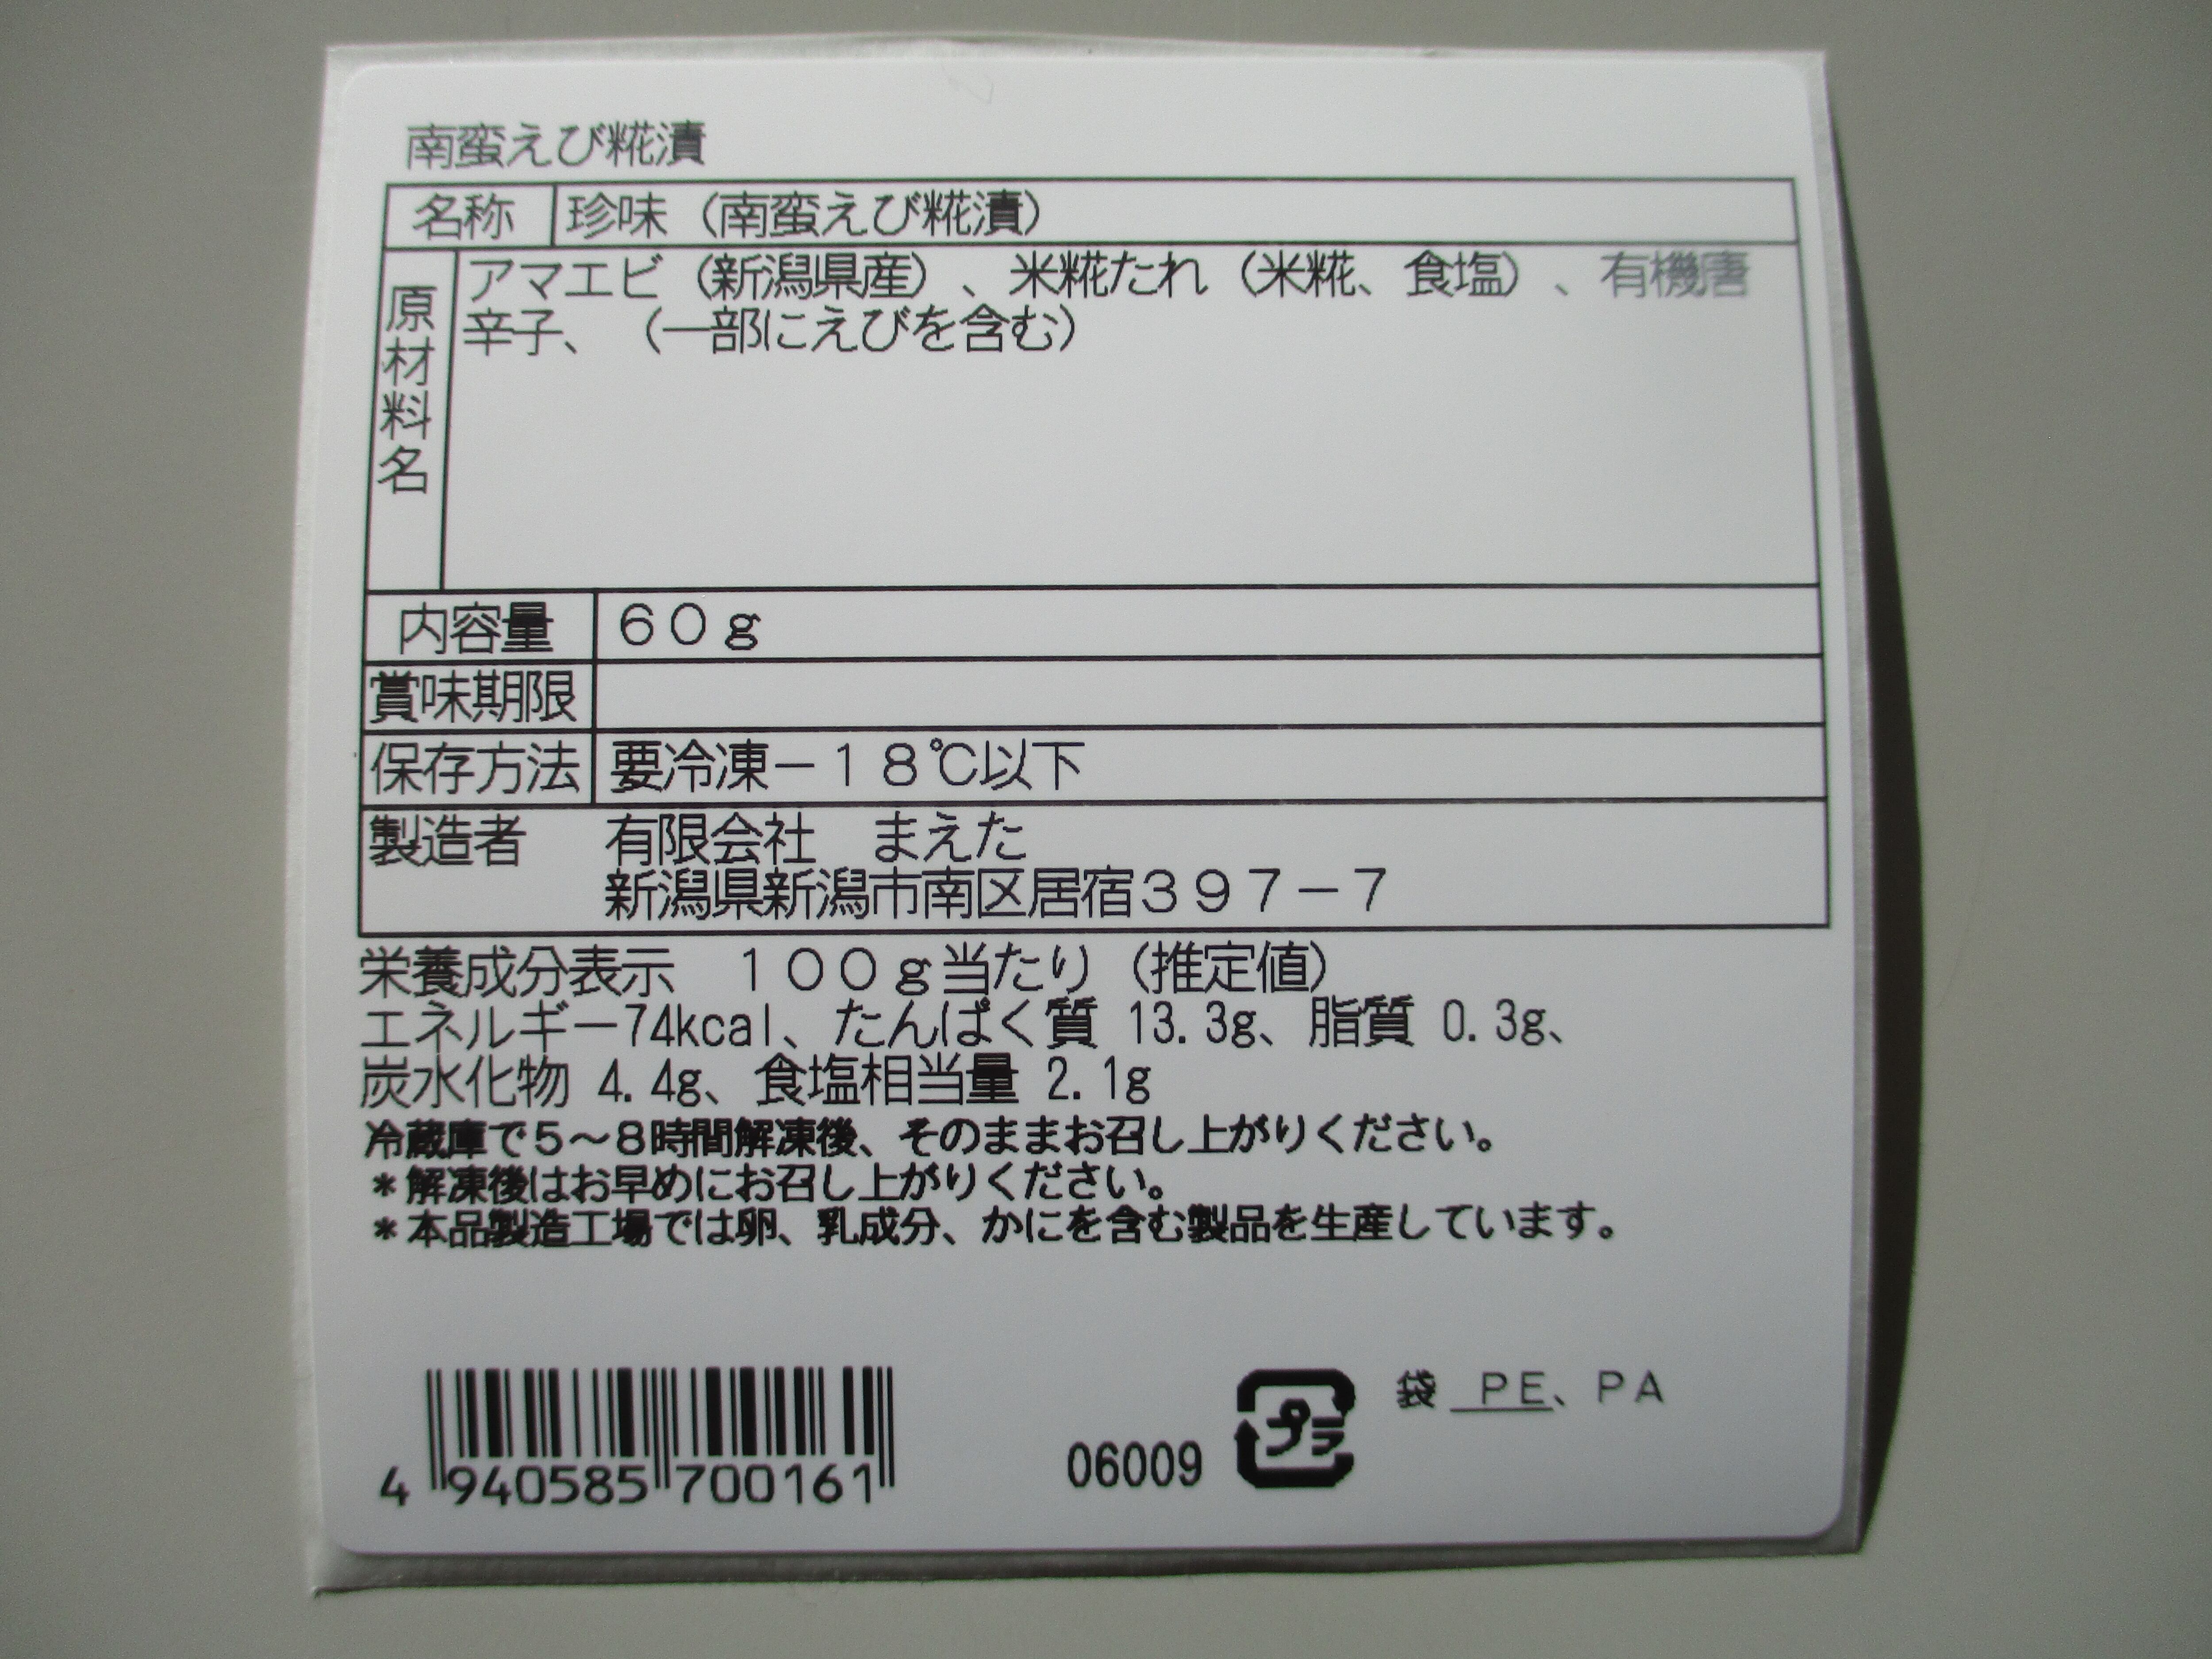 南蛮えび糀漬
名称 珍味（南蛮えび糀漬）
原材料名 アマエビ（新潟県産）、米糀たれ（米糀、食塩）、有機唐
辛子、（一部にえびを含む）
内容量 ６０ｇ
賞味期限
保存方法 要冷凍－１８℃以下
製造者 有限会社　まえた
新潟県新潟市南区居宿３９７－７
栄養成分表示　１００ｇ当たり（推定値）
エネルギー74kcal、たんぱく質 13.3g、脂質 0.3g、
炭水化物 4.4g、食塩相当量 2.1g
冷蔵庫で５～８時間解凍後、そのままお召し上がりください。
＊解凍後はお早めにお召し上がりください。
＊本品製造工場では卵、乳成分、かにを含む製品を生産しています。
袋　ＰＥ、ＰＡ
プラ
06009
4 940585 700161